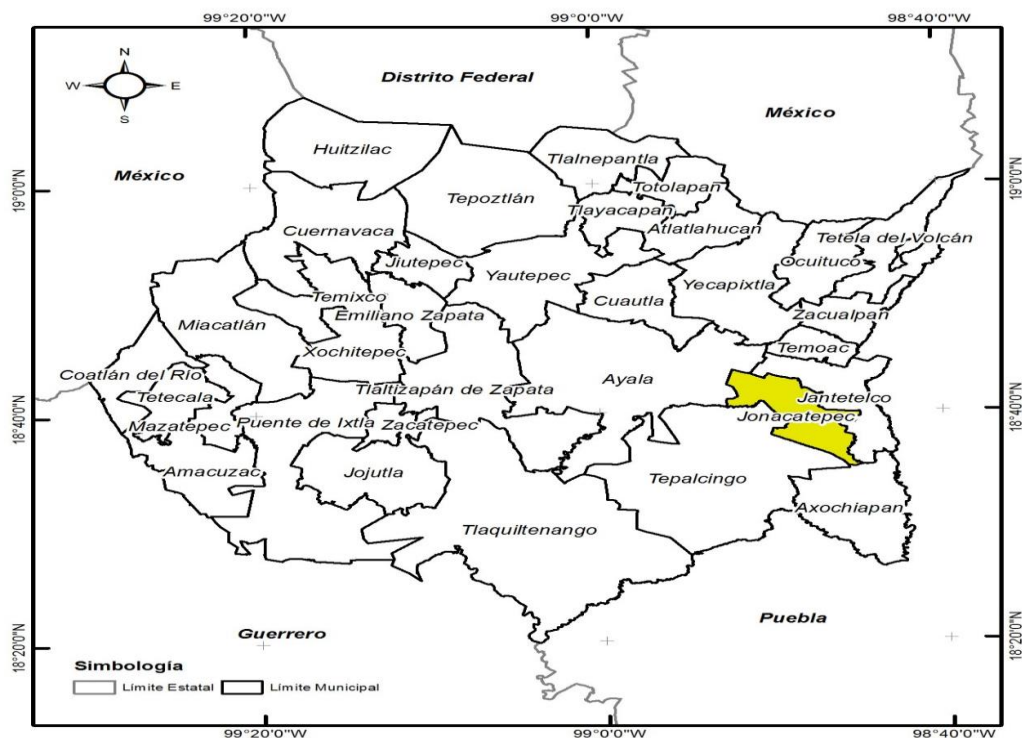 99°20'0"W 99°0'0"W 98°40'0"W
N
W E
S
Distrito Federal
México
México
Huitzilac
Tlalnepantla
Totolapan
Tepoztlán
Tlayacapan
Atlatlahucan
Cuernavaca
Tetela del Volcán
Jiutepec
Ocuituco
Yautepec
Yecapixtla
Temixco
Cuautla
Zacualpan
Emiliano Zapata
Miacatlán
Temoac
Xochitepec
Coatlán del Río
Ayala
Tlaltizapán de Zapata
Jantetelco
Tetecala
Jonacatepec
Mazatepec
Puente de Ixtla
Zacatepec
Amacuzac
Jojutla
Tepalcingo
Axochiapan
Tlaquiltenango
Puebla
Guerrero
19°0'0"N
19°0'0"N
18°40'0"N
18°40'0"N
18°20'0"N
18°20'0"N
Simbología
Límite Estatal Límite Municipal
99°20'0"W 99°0'0"W 98°40'0"W